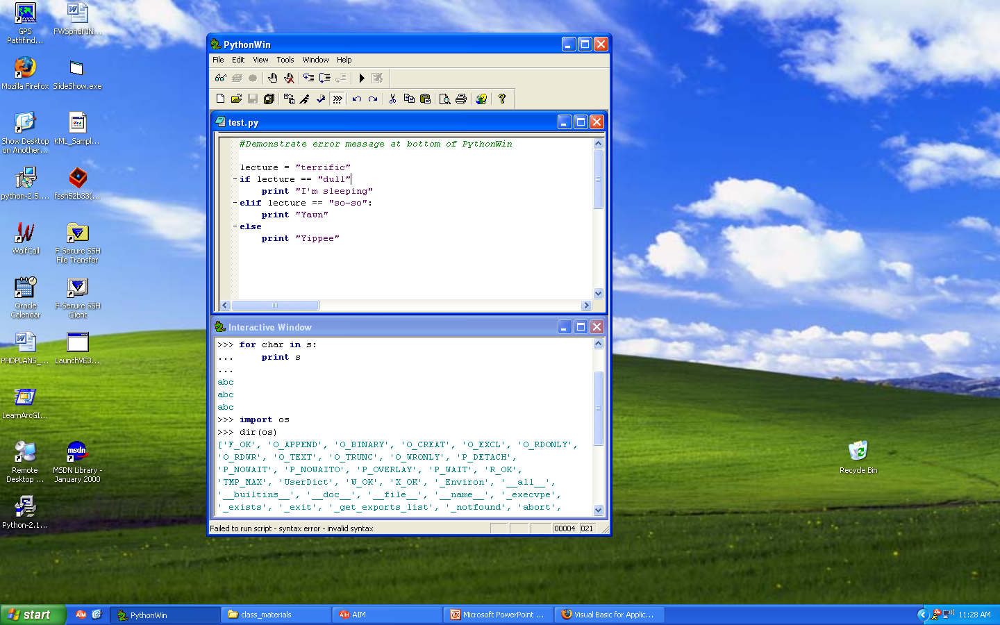 GPS
Pathfind...
FWSphdFIN...
Mozilla Firefox
SlideShow.exe
Show Desktop
on Another...
KML_Sampl...
python-2.5....
fssh52b33(...
WolfCall
F-Secure SSH
File Transfer
Oracle
Calendar
F-Secure SSH
Client
PHDPLAN5_...
LaunchVE3...
LearnArcGI...
Remote
Desktop ...
msdn
MSDN Library -
January 2000
Python-2.1...
PythonWin
File Edit View Tools Window Help
test.py
#Demonstrate error message at bottom of PythonWin
lecture = "terrific"
if lecture == "dull"
print "I'm sleeping"
elif lecture == "so-so":
print "Yawn"
else
print "Yippee"
Interactive Window
>>> for char in s:
... print s
...
abc
abc
abc
>>> import os
>>> dir(os)
['F_OK', 'O_APPEND', 'O_BINARY', 'O_CREAT', 'O_EXCL', 'O_RDONLY',
'O_RDWR', 'O_TEXT', 'O_TRUNC', 'O_WRONLY', 'P_DETACH',
'P_NOWAIT', 'P_NOWAITO', 'P_OVERLAY', 'P_WAIT', 'R_OK',
'TMP_MAX', 'UserDict', 'W_OK', 'X_OK', '_Environ', '__all__',
'__builtins__', '__doc__', '__file__', '__name__', '_execvpe',
'_exists', '_exit', '_get_exports_list', '_notfound', 'abort',
Failed to run script - syntax error - invalid syntax 00004 021
Recycle Bin
start
PythonWin
class_materials
AIM
Microsoft PowerPoint ...
Visual Basic for Applic...
11:28 AM